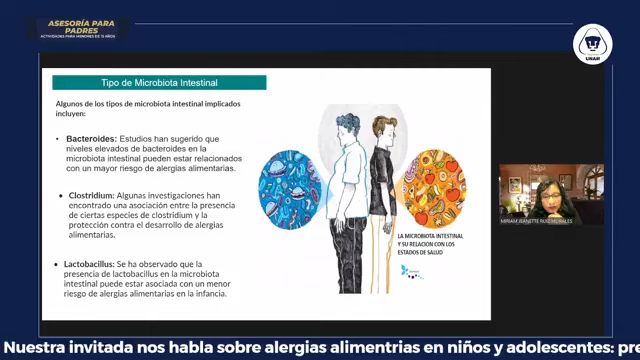 ASESORÍA PARA
PADRES
ACTIVIDADES PARA MENORES DE 15 AÑOS
UNAM
Tipo de Microbiota Intestinal
Algunos de los tipos de microbiota intestinal implicados
incluyen:
• Bacteroides: Estudios han sugerido que
niveles elevados de bacteroides en la
microbiota intestinal pueden estar relacionados
con un mayor riesgo de alergias alimentarias.
• Clostridium: Algunas investigaciones han
encontrado una asociación entre la presencia
de ciertas especies de clostridium y la
protección contra el desarrollo de alergias
alimentarias.
• Lactobacillus: Se ha observado que la
presencia de lactobacillus en la microbiota
intestinal puede estar asociada con un menor
riesgo de alergias alimentarias en la infancia.
LA MICROBIOTA INTESTINAL
Y SU RELACION CON LOS
ESTADOS DE SALUD
Nuestra invitada nos habla sobre alergias alimentrias en niños y adolescentes: pre